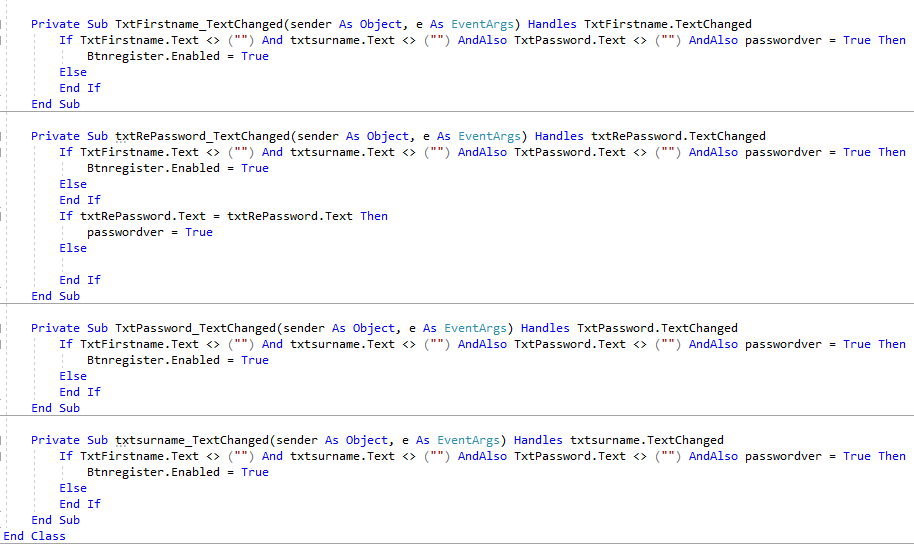 Private Sub TxtFirstname_TextChanged(sender As Object, e As EventArgs) Handles TxtFirstname.TextChanged
If TxtFirstname.Text <> ("") And txtsurname.Text <> ("") AndAlso TxtPassword.Text <> ("") AndAlso passwordver = True Then
Btnregister.Enabled = True
Else
End If
End Sub
Private Sub txtRePassword_TextChanged(sender As Object, e As EventArgs) Handles txtRePassword.TextChanged
If TxtFirstname.Text <> ("") And txtsurname.Text <> ("") AndAlso TxtPassword.Text <> ("") AndAlso passwordver = True Then
Btnregister.Enabled = True
Else
End If
If txtRePassword.Text = txtRePassword.Text Then
passwordver = True
Else
End If
End Sub
Private Sub TxtPassword_TextChanged(sender As Object, e As EventArgs) Handles TxtPassword.TextChanged
If TxtFirstname.Text <> ("") And txtsurname.Text <> ("") AndAlso TxtPassword.Text <> ("") AndAlso passwordver = True Then
Btnregister.Enabled = True
Else
End If
End Sub
Private Sub txtsurname_TextChanged(sender As Object, e As EventArgs) Handles txtsurname.TextChanged
If TxtFirstname.Text <> ("") And txtsurname.Text <> ("") AndAlso TxtPassword.Text <> ("") AndAlso passwordver = True Then
Btnregister.Enabled = True
Else
End If
End Sub
End Class